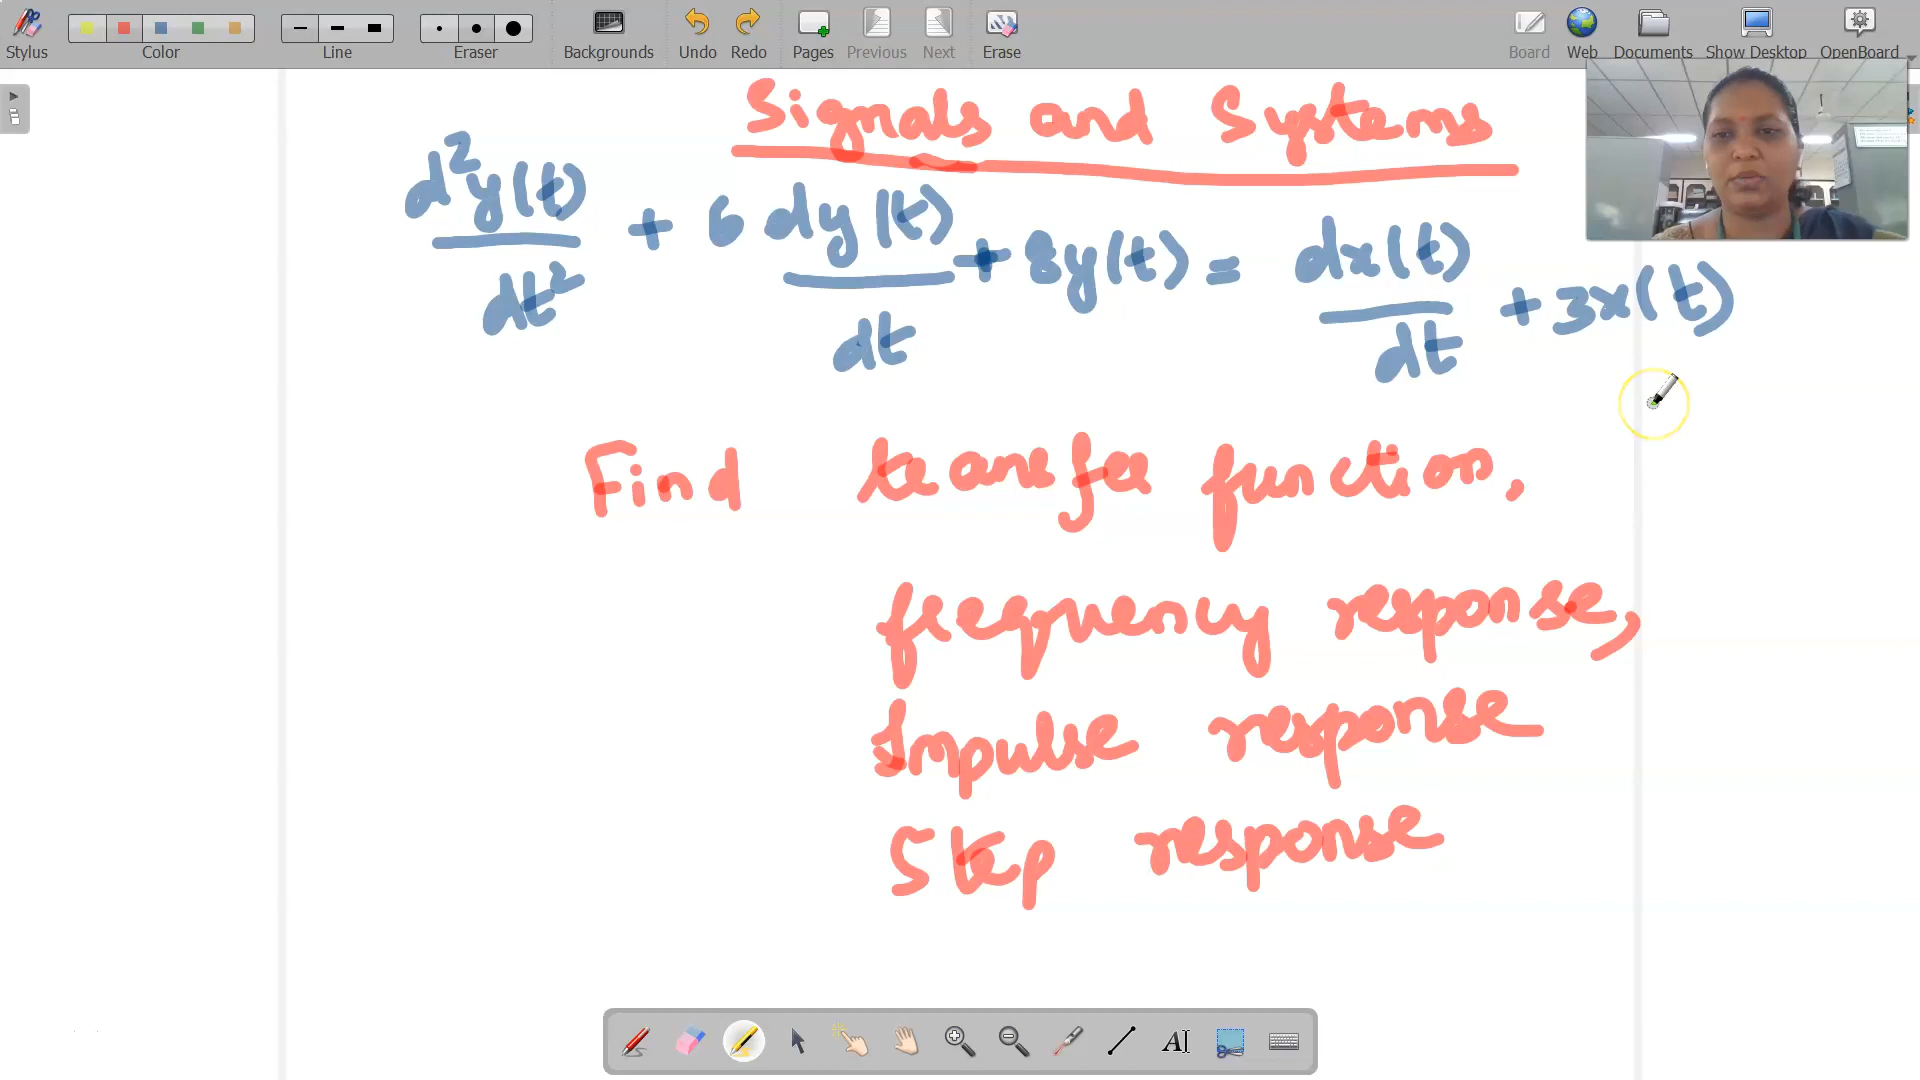 Stylus Color Line Eraser Backgrounds Undo Redo Pages Previous Next Erase Board Web Documents Show Desktop OpenBoard
Signals and Systems
d²y(t)/dt² + 6 dy(t)/dt + 8y(t) = dx(t)/dt + 3x(t)
Find transfer function,
frequency response,
Impulse response
Step response